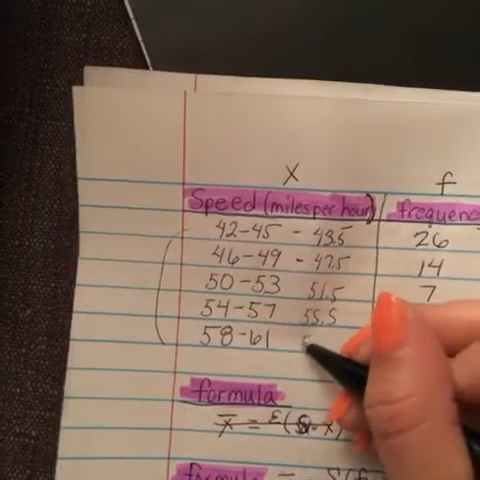 x f
Speed (miles per hour) frequenc
42-45 - 43.5 26
46-49 - 47.5 14
50-53 51.5 7
54-57 55.5
58-61
formula
x̄ = Σ(